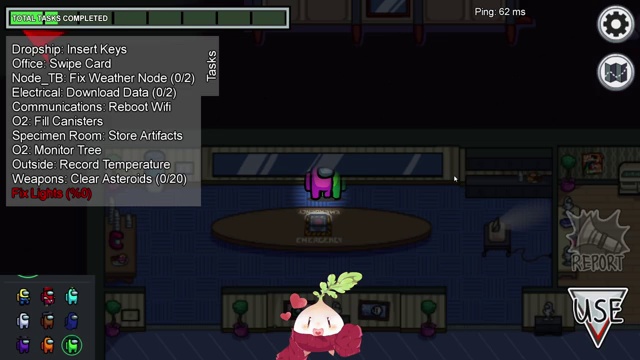 TOTAL TASKS COMPLETED
Ping: 62 ms
Dropship: Insert Keys
Office: Swipe Card
Node_TB: Fix Weather Node (0/2)
Electrical: Download Data (0/2)
Communications: Reboot Wifi
O2: Fill Canisters
Specimen Room: Store Artifacts
O2: Monitor Tree
Outside: Record Temperature
Weapons: Clear Asteroids (0/20)
Fix Lights (%0)
Tasks
EMERGENCY
REPORT
USE